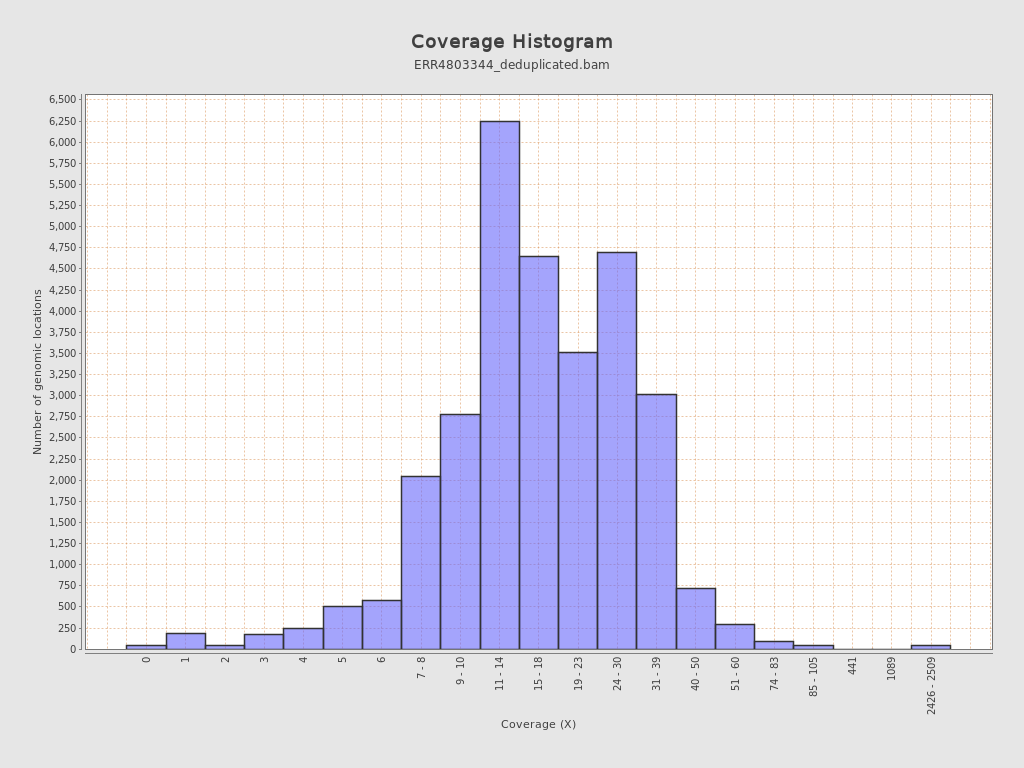 Coverage Histogram
ERR4803344_deduplicated.bam
Number of genomic locations
6,500
6,250
6,000
5,750
5,500
5,250
5,000
4,750
4,500
4,250
4,000
3,750
3,500
3,250
3,000
2,750
2,500
2,250
2,000
1,750
1,500
1,250
1,000
750
500
250
0
0
1
2
3
4
5
6
7 - 8
9 - 10
11 - 14
15 - 18
19 - 23
24 - 30
31 - 39
40 - 50
51 - 60
74 - 83
85 - 105
441
1089
2426 - 2509
Coverage (X)